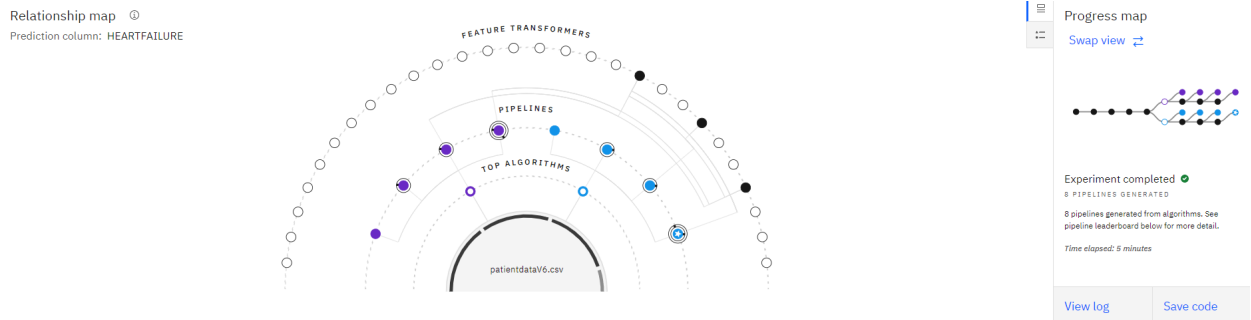 Relationship map
Prediction column: HEARTFAILURE
FEATURE TRANSFORMERS
PIPELINES
TOP ALGORITHMS
patientdataV6.csv
Progress map
Swap view
Experiment completed
8 PIPELINES GENERATED
8 pipelines generated from algorithms. See
pipeline leaderboard below for more detail.
Time elapsed: 5 minutes
View log
Save code